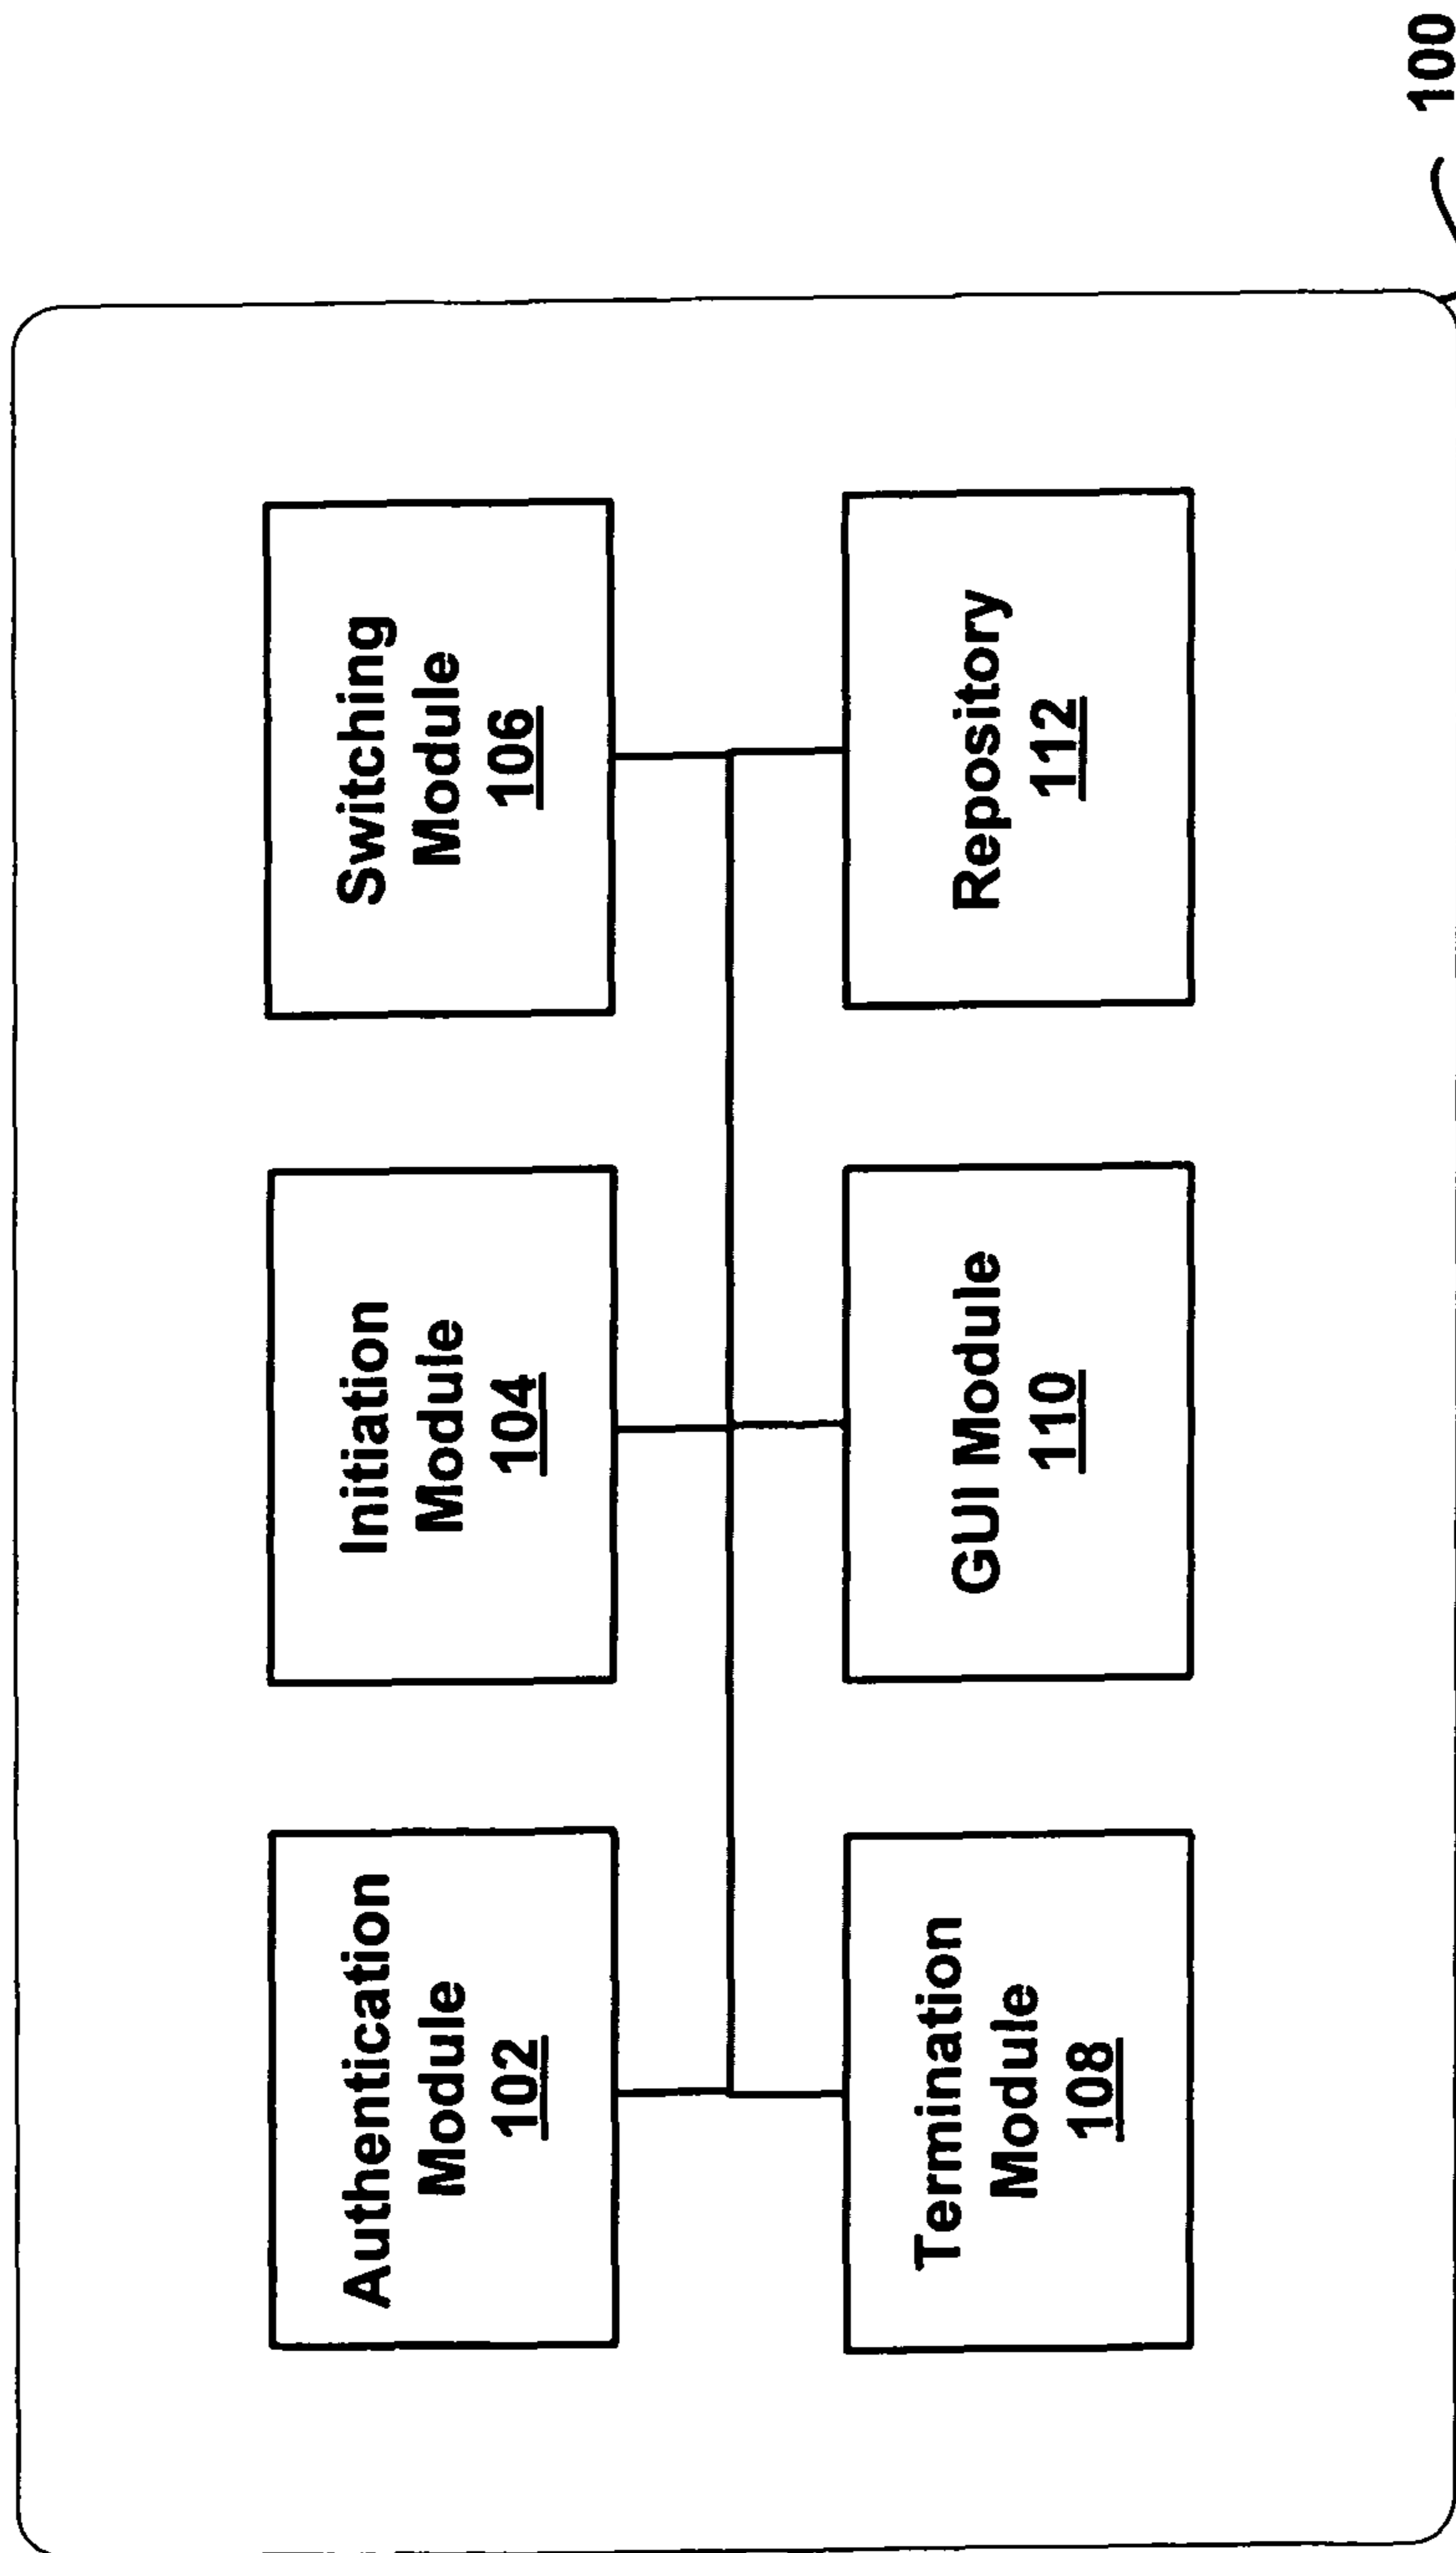 Authentication
Module
102
Initiation
Module
104
Switching
Module
106
Termination
Module
108
GUI Module
110
Repository
112
100